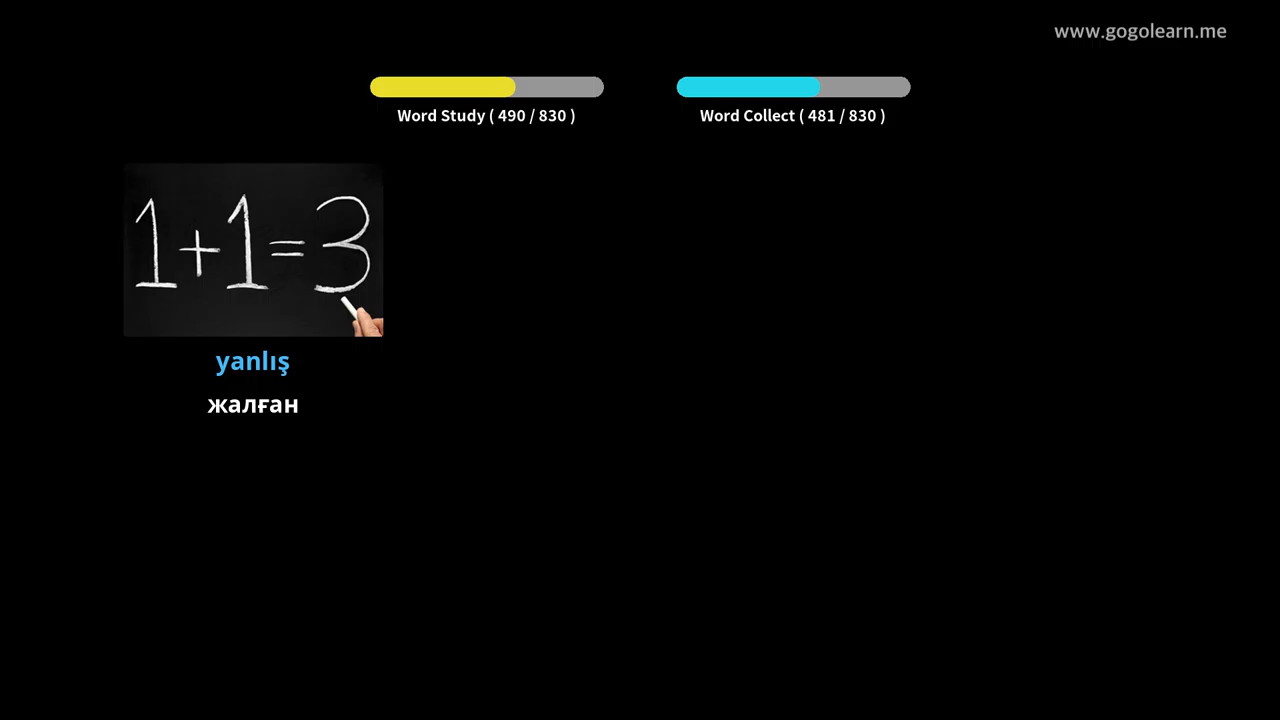 www.gogolearn.me
Word Study ( 490 / 830 )
Word Collect ( 481 / 830 )
1+1=3
yanlış
жалған